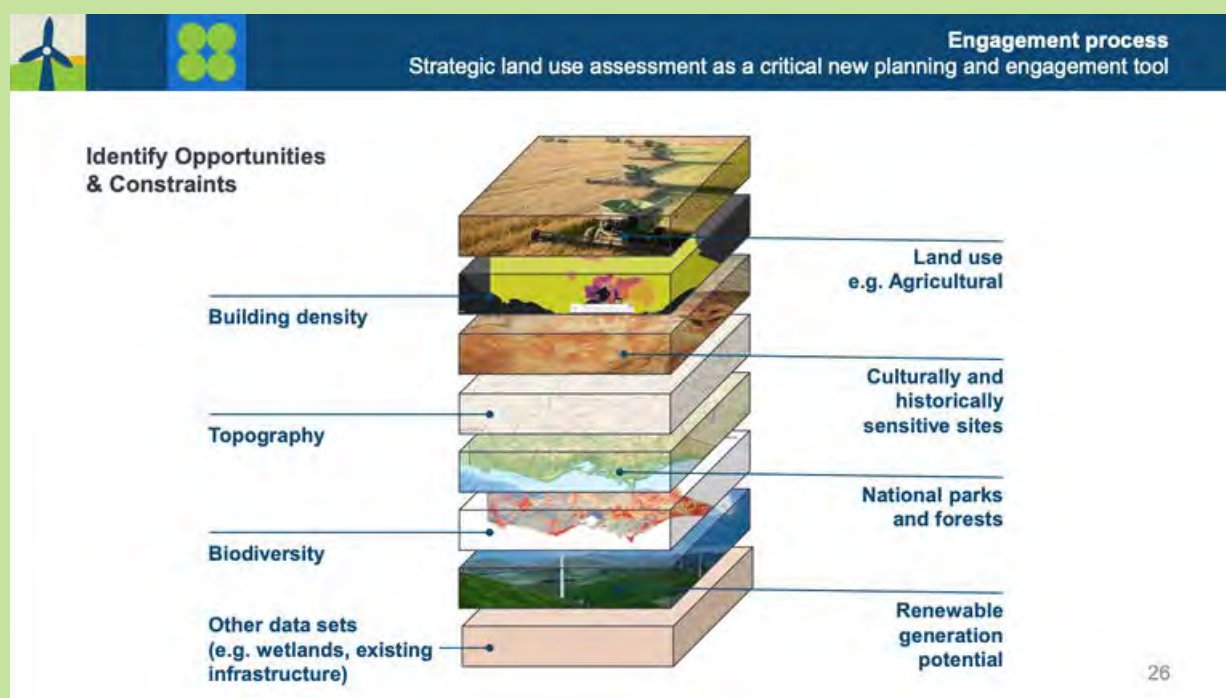 Engagement process
Strategic land use assessment as a critical new planning and engagement tool
Identify Opportunities
& Constraints
Land use
e.g. Agricultural
Building density
Culturally and
historically
sensitive sites
Topography
National parks
and forests
Biodiversity
Renewable
generation
potential
Other data sets
(e.g. wetlands, existing
infrastructure)
26